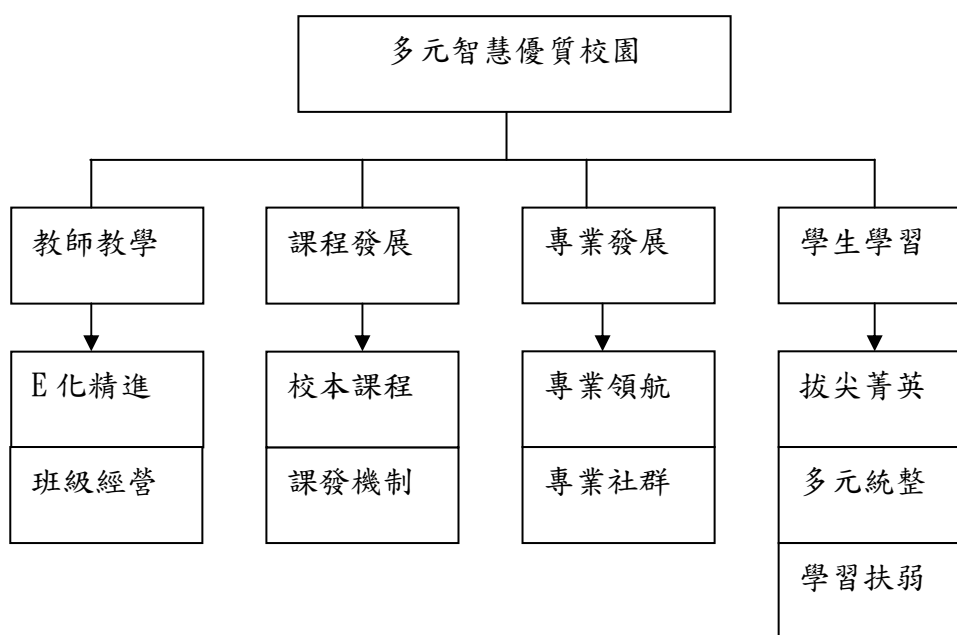 多元智慧優質校園
教師教學
課程發展
專業發展
學生學習
E化精進
校本課程
專業領航
拔尖菁英
班級經營
課發機制
專業社群
多元統整
學習扶弱